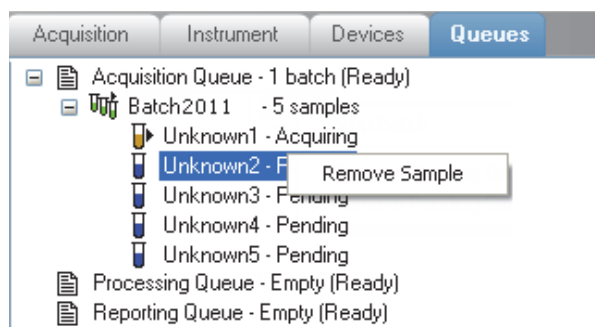 Acquisition Instrument Devices Queues
Acquisition Queue - 1 batch (Ready)
Batch2011 - 5 samples
Unknown1 - Acquiring
Unknown2 - P
Remove Sample
Unknown3 - Pending
Unknown4 - Pending
Unknown5 - Pending
Processing Queue - Empty (Ready)
Reporting Queue - Empty (Ready)